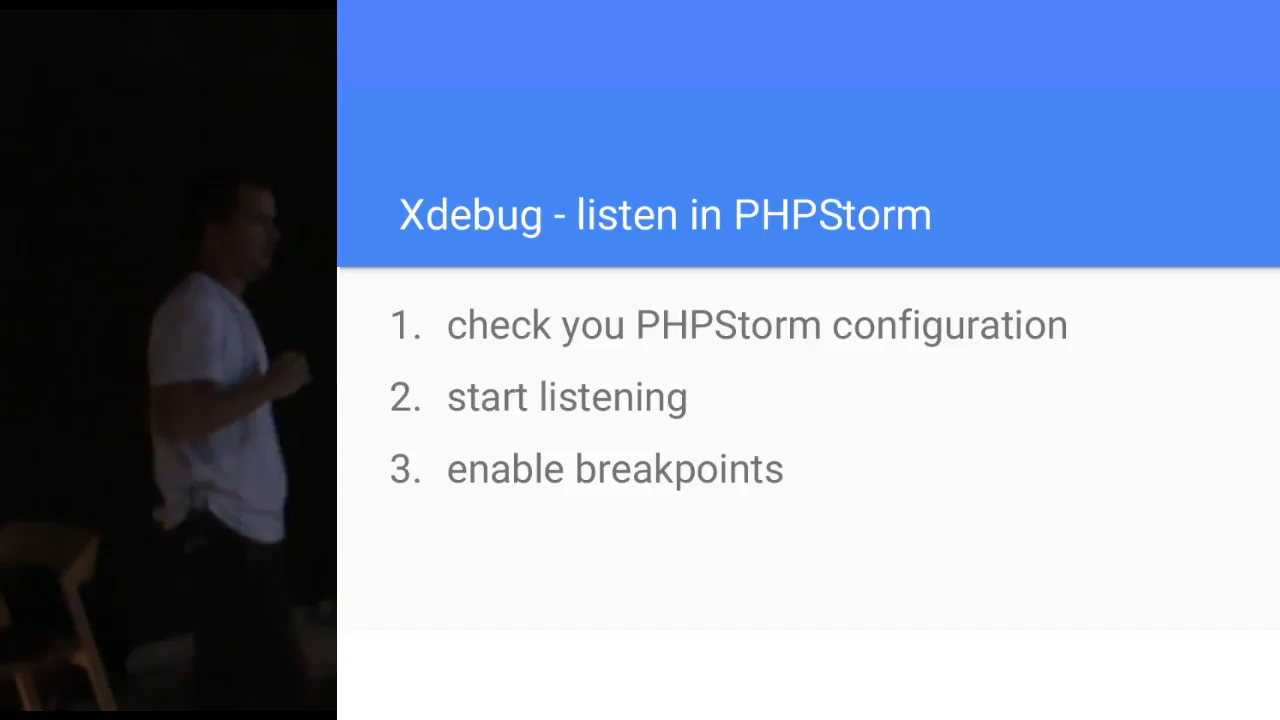 Xdebug - listen in PHPStorm
1. check you PHPStorm configuration
2. start listening
3. enable breakpoints